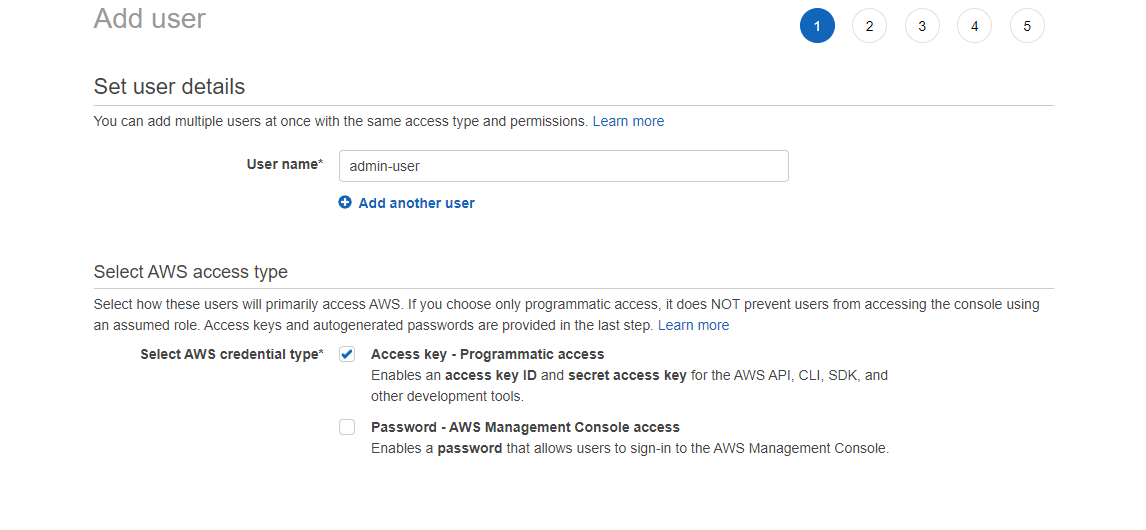 Add user
1 2 3 4 5
Set user details
You can add multiple users at once with the same access type and permissions. Learn more
User name*
admin-user
Add another user
Select AWS access type
Select how these users will primarily access AWS. If you choose only programmatic access, it does NOT prevent users from accessing the console using
an assumed role. Access keys and autogenerated passwords are provided in the last step. Learn more
Select AWS credential type*
Access key - Programmatic access
Enables an access key ID and secret access key for the AWS API, CLI, SDK, and
other development tools.
Password - AWS Management Console access
Enables a password that allows users to sign-in to the AWS Management Console.